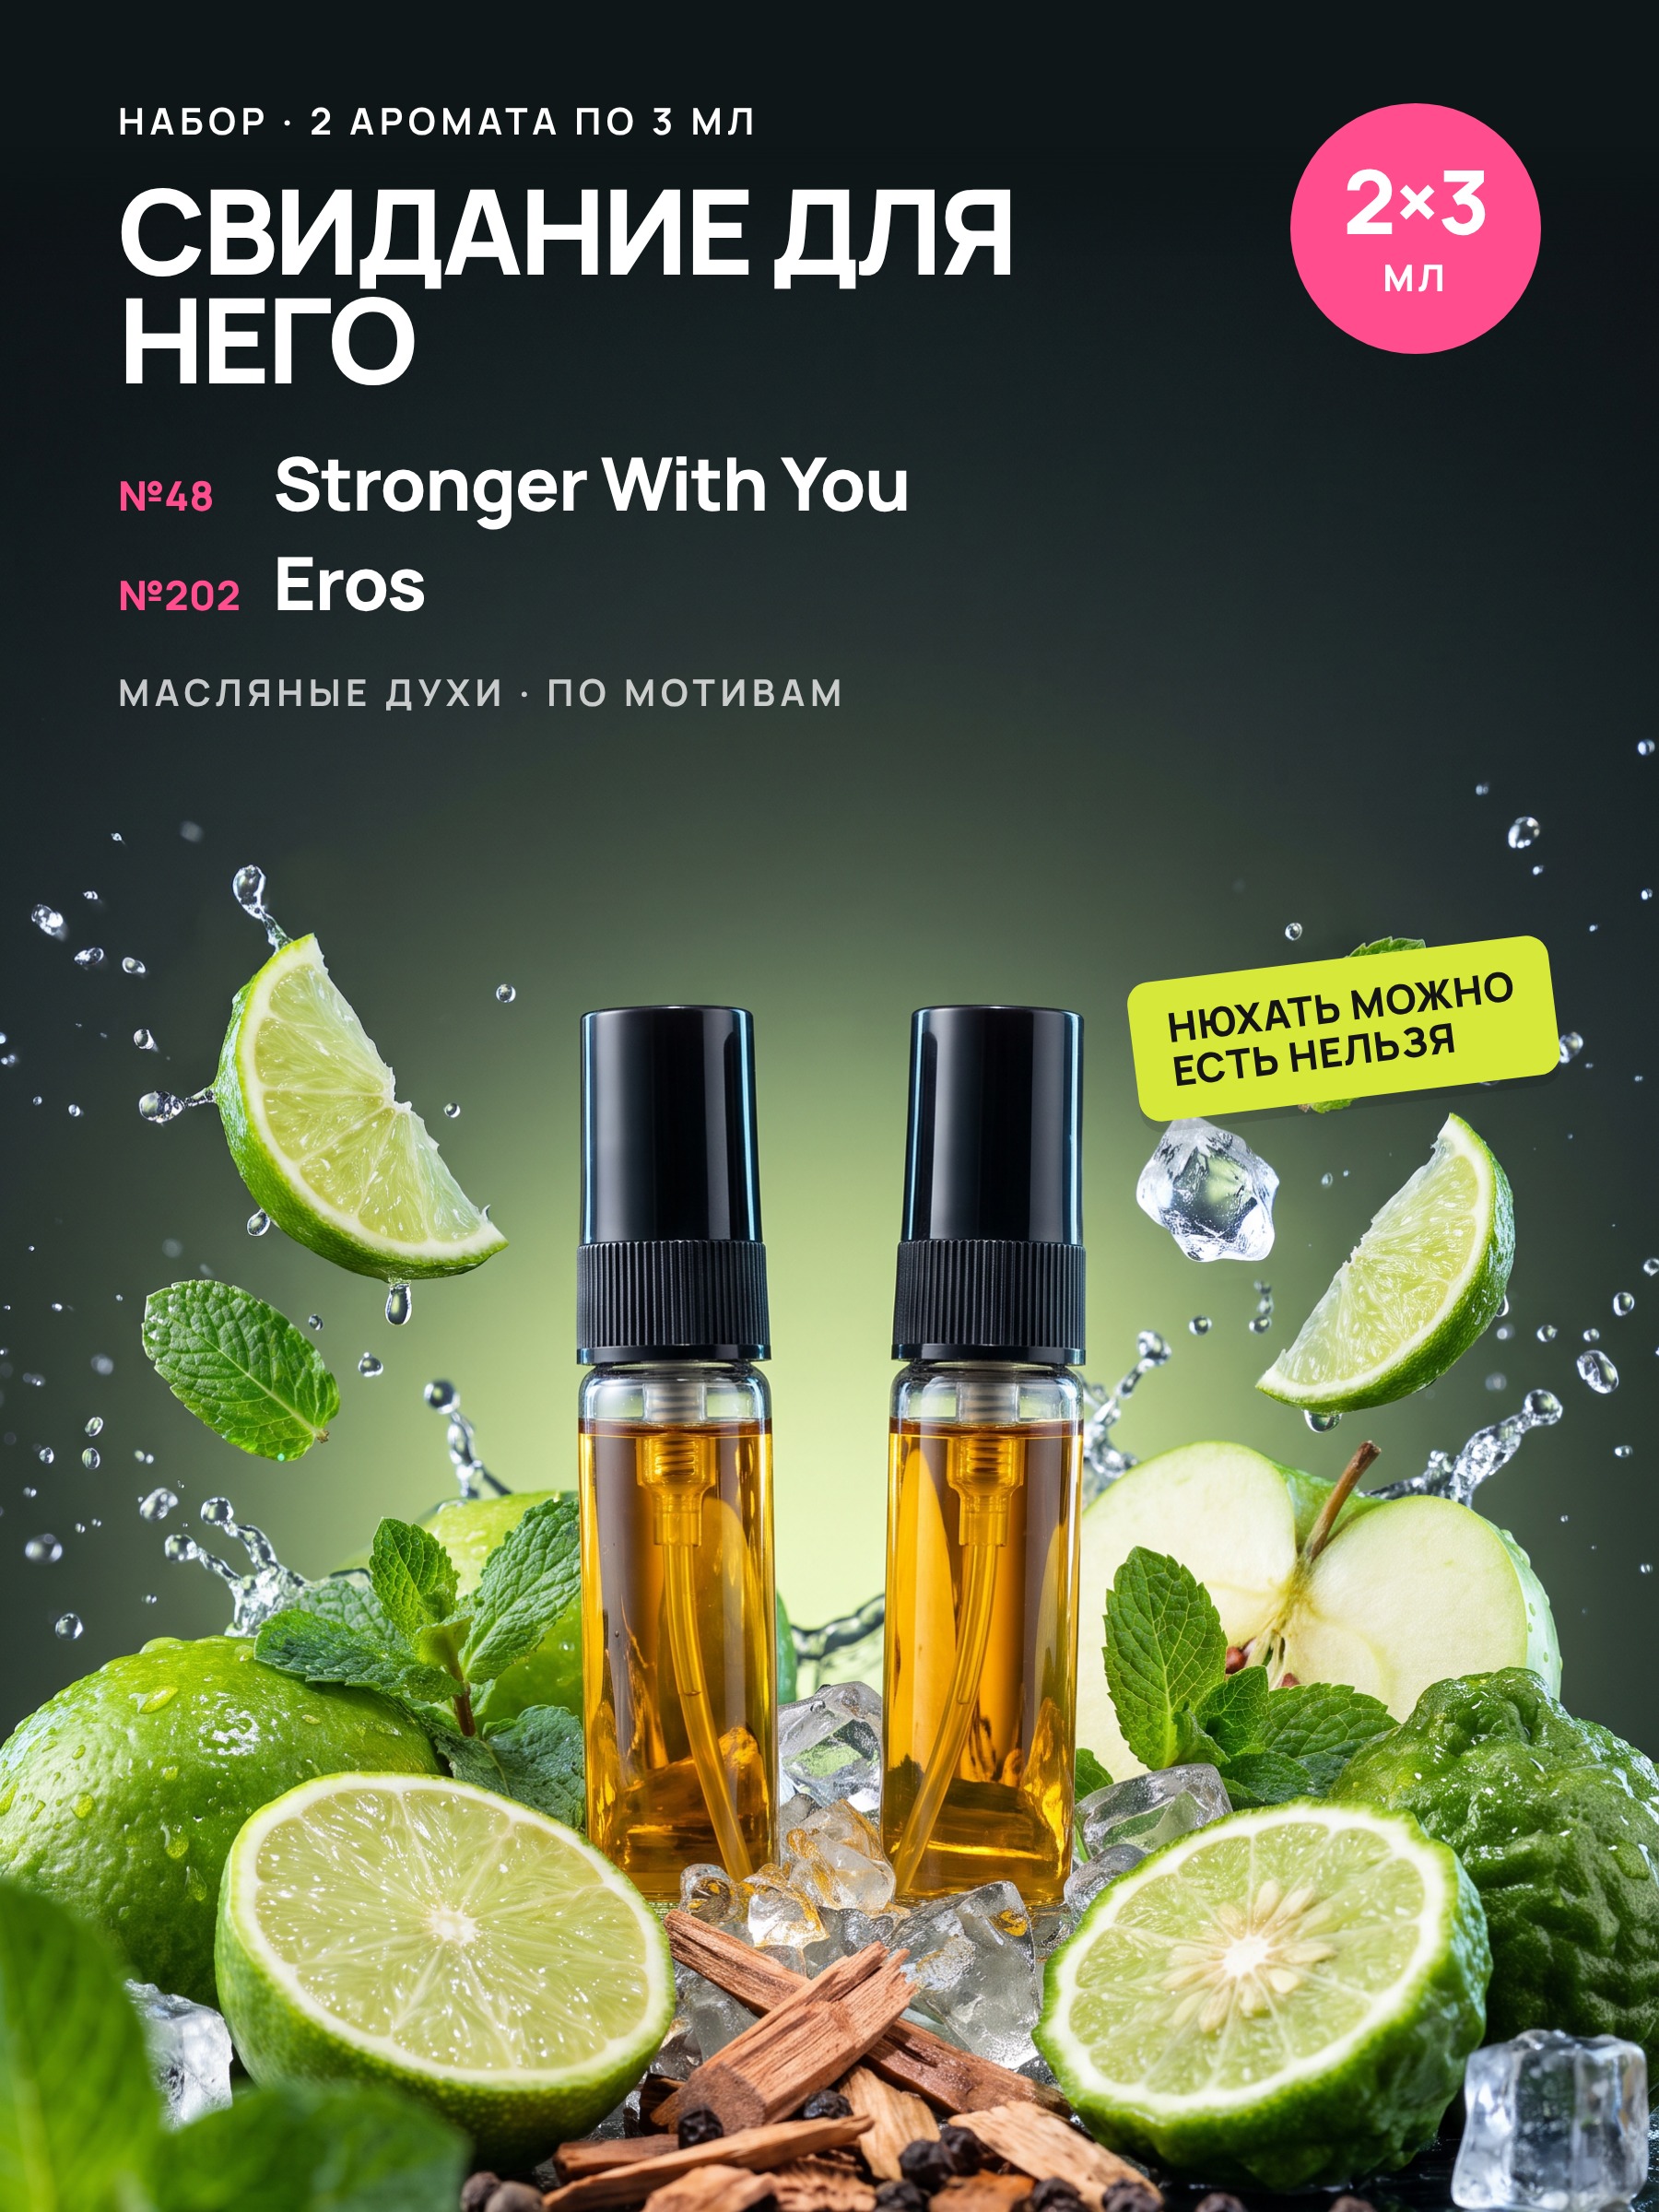 НАБОР · 2 АРОМАТА ПО 3 МЛ
СВИДАНИЕ ДЛЯ
НЕГО
2×3
МЛ
№48 Stronger With You
№202 Eros
МАСЛЯНЫЕ ДУХИ · ПО МОТИВАМ
НЮХАТЬ МОЖНО
ЕСТЬ НЕЛЬЗЯ